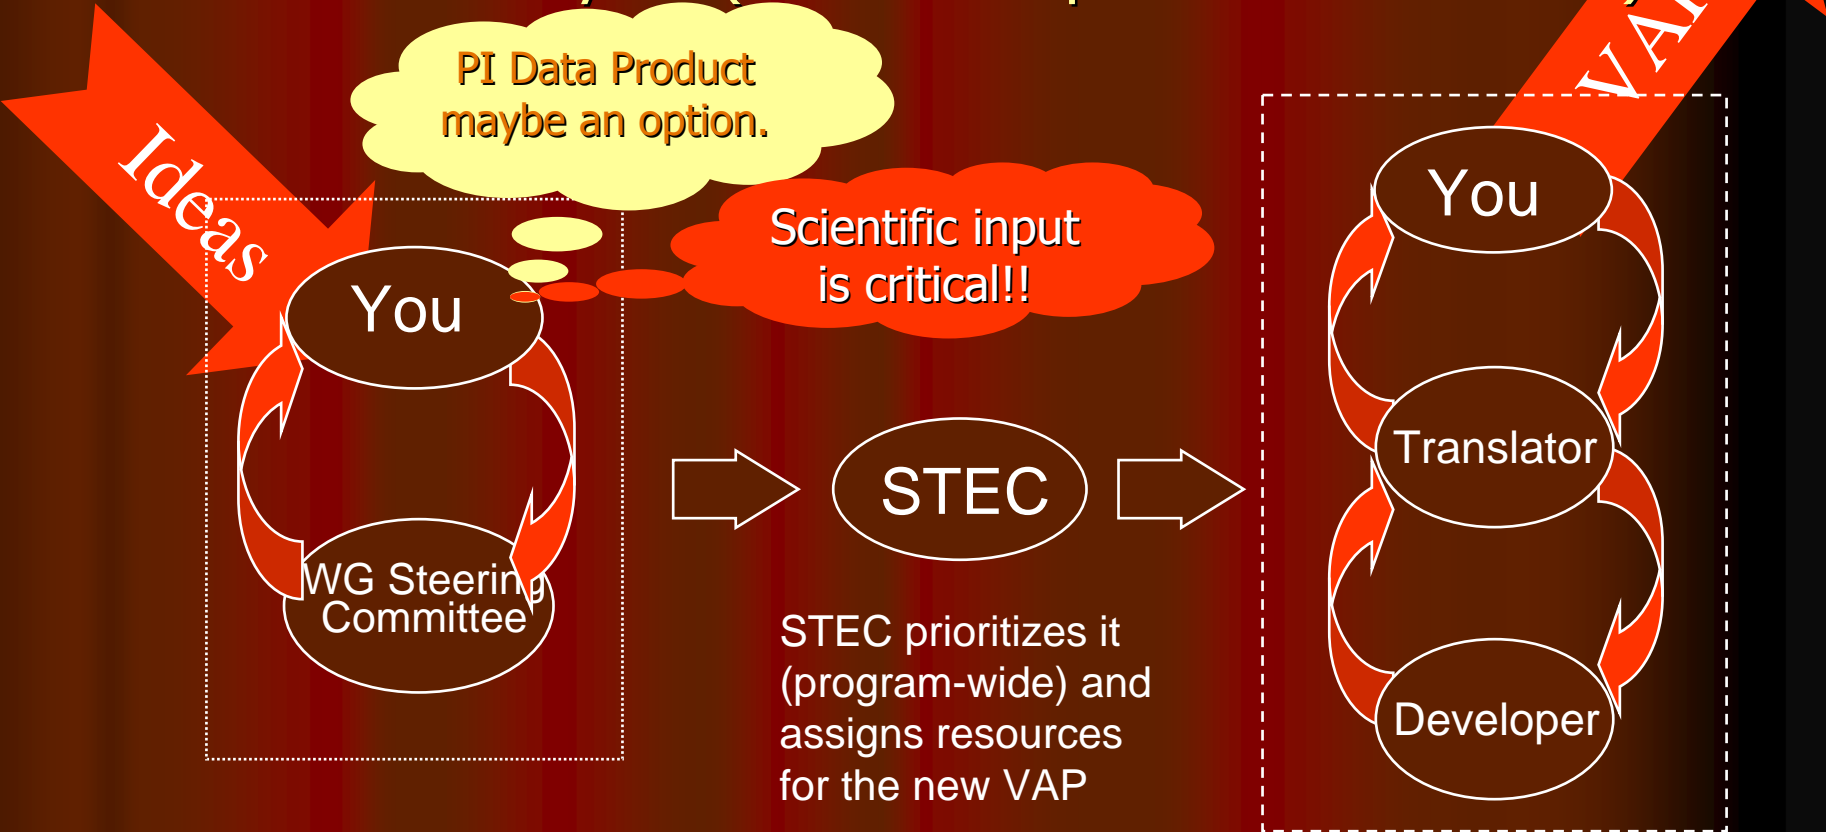 PI Data Product
maybe an option.
Ideas
Scientific input
is critical!!
You
You
STEC
Translator
WG Steering
Committee
STEC prioritizes it
(program-wide) and
assigns resources
for the new VAP
Developer